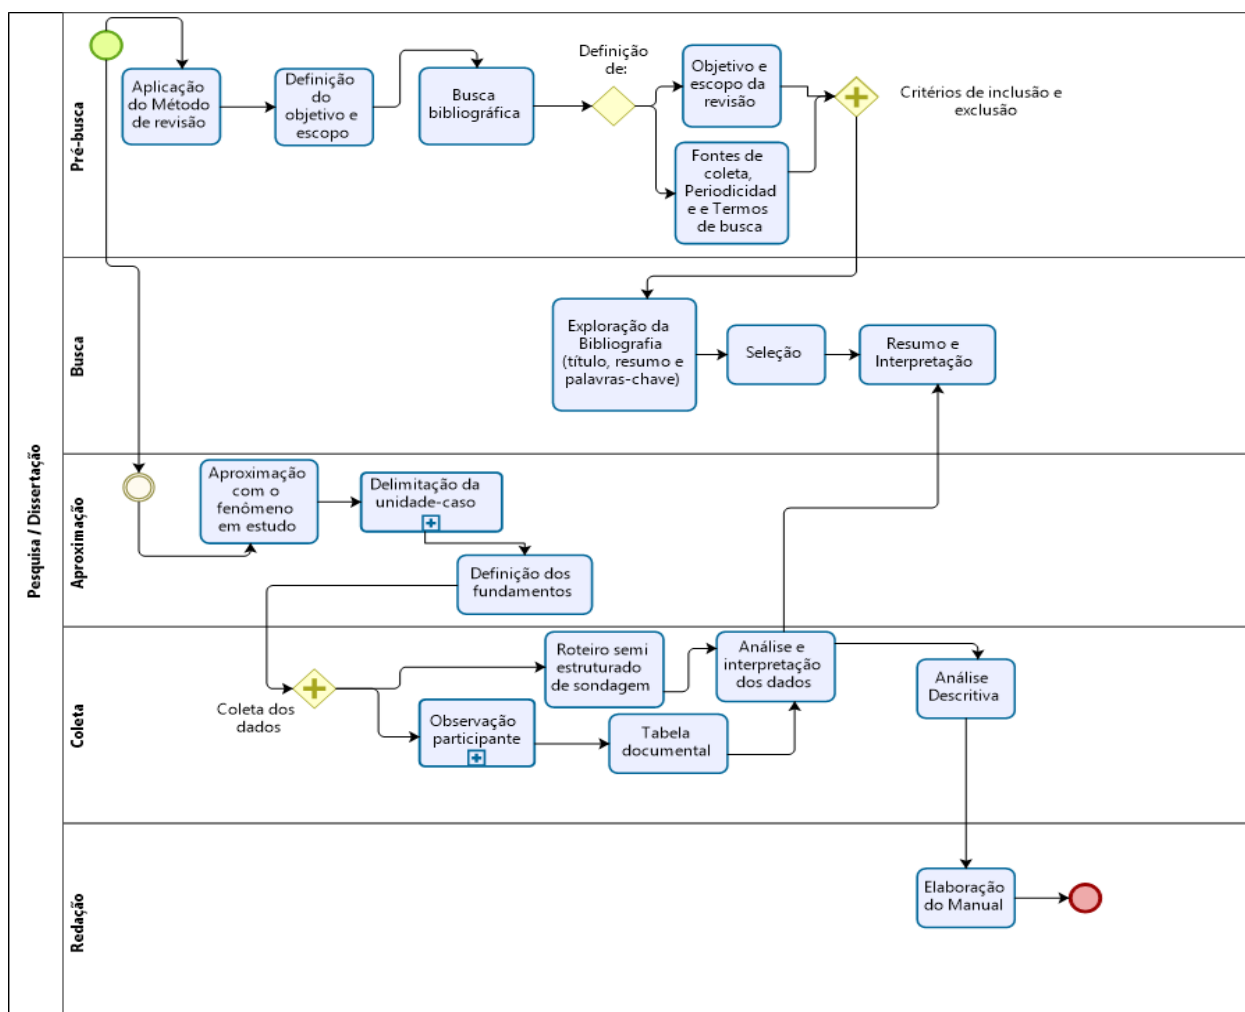 Pesquisa / Dissertação
Pré-busca
Aplicação
do Método
de revisão
Definição
do
objetivo e
escopo
Busca
bibliográfica
Definição
de:
Objetivo e
escopo da
revisão
Fontes de
coleta,
Periodicidad
e e Termos
de busca
Critérios de inclusão e
exclusão
Busca
Exploração da
Bibliografia
(título, resumo e
palavras-chave)
Seleção
Resumo e
Interpretação
Aproximação
Aproximação
com o
fenômeno
em estudo
Delimitação da
unidade-caso
Definição dos
fundamentos
Coleta
Coleta dos
dados
Roteiro semi
estruturado
de sondagem
Observação
participante
Tabela
documental
Análise e
interpretação
dos dados
Análise
Descritiva
Redação
Elaboração
do Manual